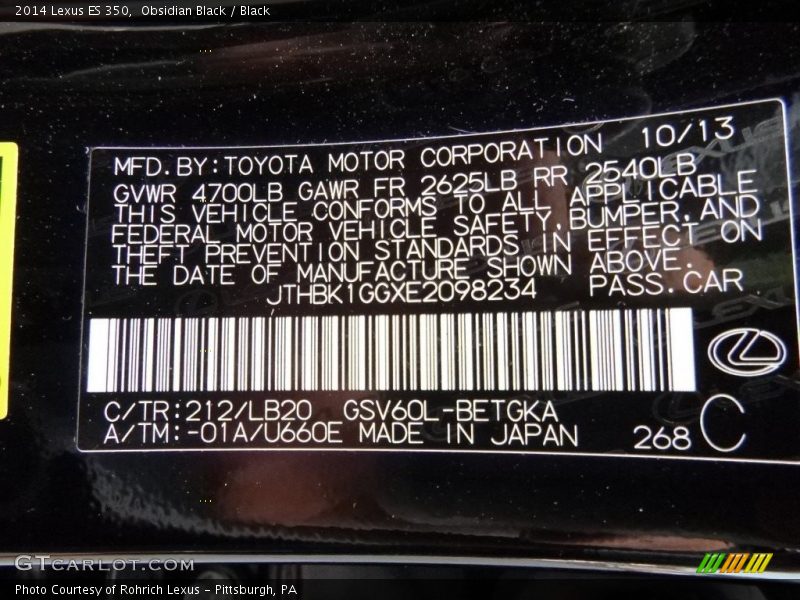 2014 Lexus ES 350,  Obsidian Black / Black
MFD.BY:TOYOTA MOTOR CORPORATION 10/13
GVWR 4700LB GAWR FR 2625LB RR 2540LB
THIS VEHICLE CONFORMS TO ALL APPLICABLE
FEDERAL MOTOR VEHICLE SAFETY,BUMPER,AND
THEFT PREVENTION STANDARDS IN EFFECT ON
THE DATE OF MANUFACTURE SHOWN ABOVE.
JTHBK1GGXE2098234 PASS.CAR
C/TR:212/LB20 GSV60L-BETGKA
A/TM:-01A/U660E MADE IN JAPAN 268 C
GTcarlot.com
Photo Courtesy of Rohrich Lexus - Pittsburgh, PA